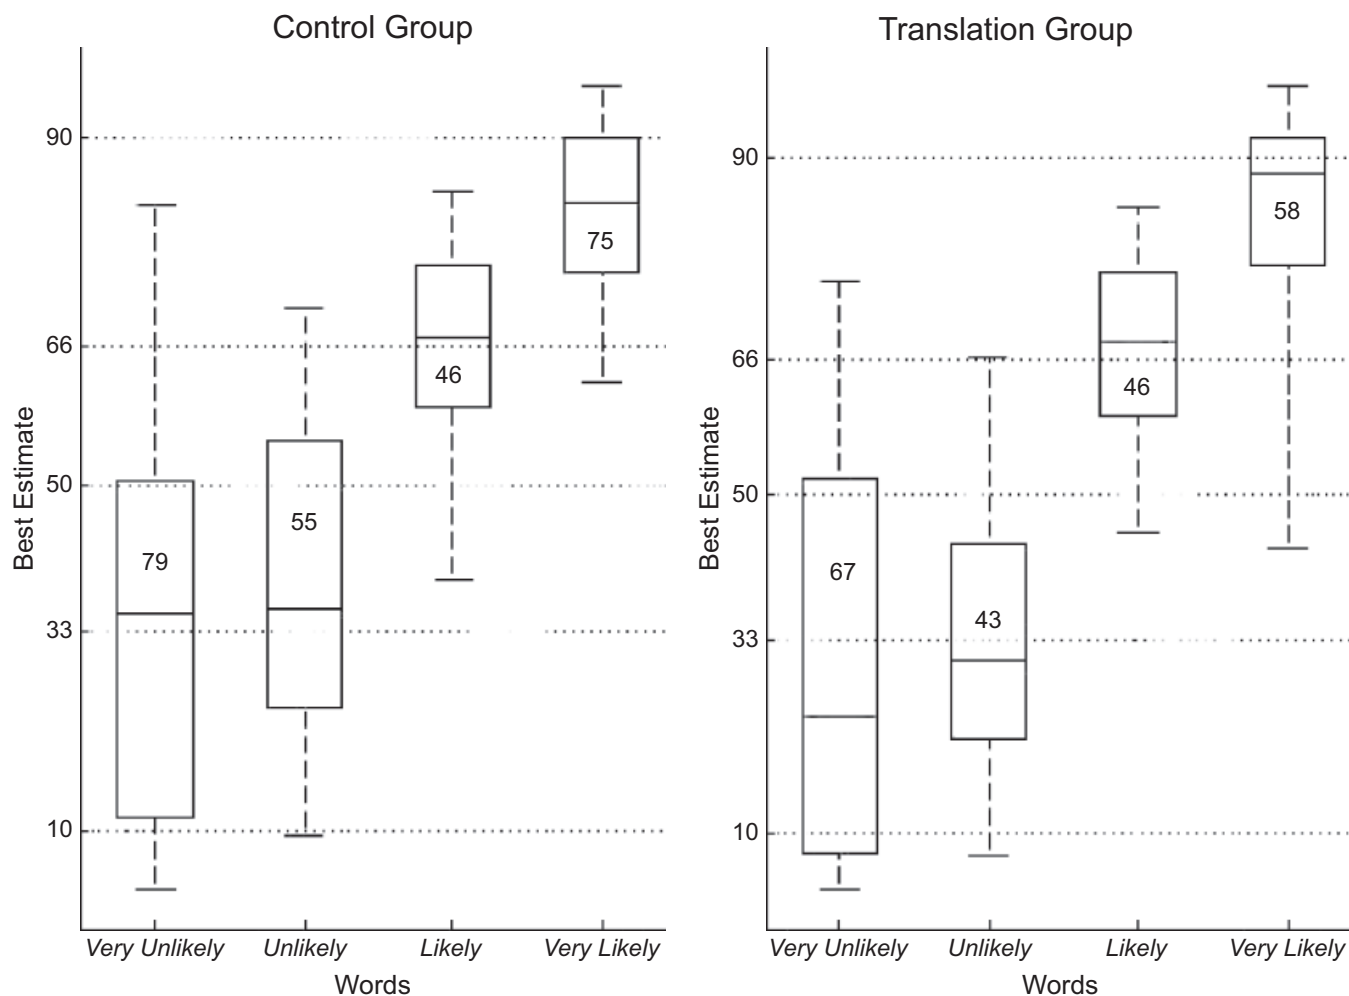 Control Group
Best Estimate
90
66
50
33
10
79
55
46
75
Very Unlikely
Unlikely
Likely
Very Likely
Words
Translation Group
Best Estimate
90
66
50
33
10
67
43
46
58
Very Unlikely
Unlikely
Likely
Very Likely
Words